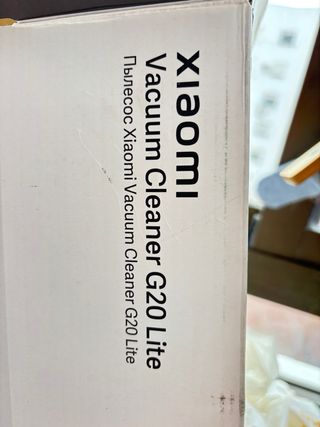 xiaomi
Vacuum Cleaner G20 Lite
Пылесос Xiaomi Vacuum Cleaner G20 Lite